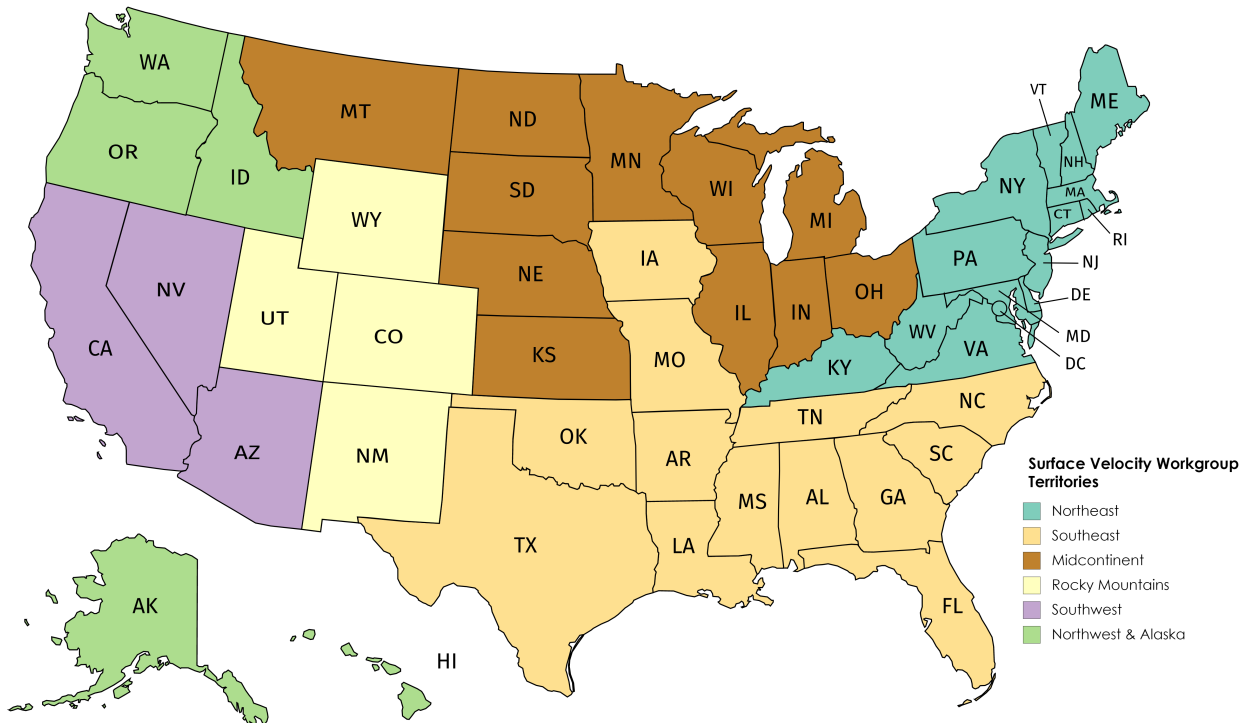 WA
MT
ND
MN
OR
ID
SD
WI
MI
WY
NE
IA
NV
UT
CO
KS
MO
IL
IN
OH
CA
AZ
NM
OK
AR
TN
KY
WV
VA
PA
NY
VT
ME
NH
MA
CT
RI
NJ
DE
MD
DC
NC
SC
GA
AL
MS
LA
TX
FL
AK
HI
Surface Velocity Workgroup
Territories
Northeast
Southeast
Midcontinent
Rocky Mountains
Southwest
Northwest & Alaska